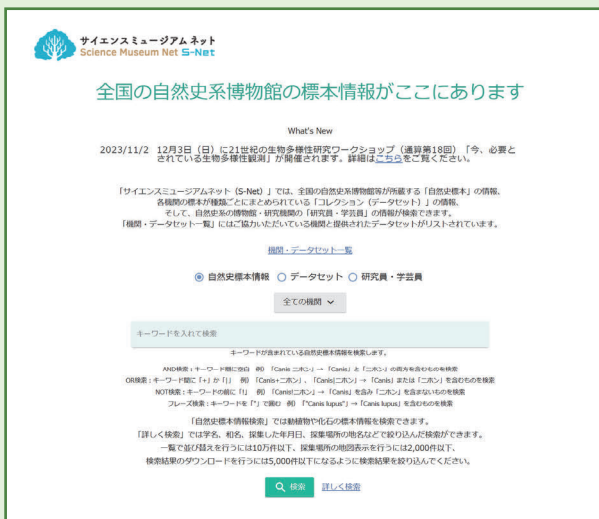 サイエンスミュージアムネット
Science Museum Net S-Net
全国の自然史系博物館の標本情報がここにあります
What's New
2023/11/2 12月3日（日）に21世紀の生物多様性研究ワークショップ（通算第18回）「今、必要と
されている生物多様性観測」が開催されます。詳細はこちらをご覧ください。
「サイエンスミュージアムネット（S-Net）」では、全国の自然史系博物館等が所蔵する「自然史標本」の情報、
各機関の標本が種類ごとにまとめられている「コレクション（データセット）」の情報、
そして、自然史系の博物館・研究機関の「研究員・学芸員」の情報が検索できます。
「機関・データセット一覧」にはご協力いただいている機関と提供されたデータセットがリストされています。
機関・データセット一覧
自然史標本情報 データセット 研究員・学芸員
全ての機関
キーワードを入れて検索
キーワードが含まれている自然史標本情報を検索します。
AND検索：キーワード間に空白 例）「Canis ニホン」→「Canis」と「ニホン」の両方を含むものを検索
OR検索：キーワード間に「+」か「|」 例）「Canis+ニホン」、「Canis|ニホン」→「Canis」または「ニホン」を含むものを検索
NOT検索：キーワードの前に「!」 例）「Canis!ニホン」→「Canis」を含み「ニホン」を含まないものを検索
フレーズ検索：キーワードを「"」で囲む 例）「"Canis lupus"」→「Canis lupus」を含むものを検索
「自然史標本情報検索」では動植物や化石の標本情報を検索できます。
「詳しく検索」では学名、和名、採集した年月日、採集場所の地名などで絞り込んだ検索ができます。
一覧で並び替えを行うには10万件以下、採集場所の地図表示を行うには2,000件以下、
検索結果のダウンロードを行うには5,000件以下になるように検索結果を絞り込んでください。
検索 詳しく検索